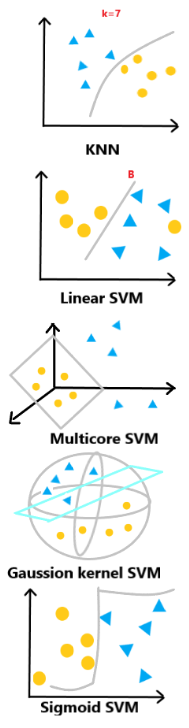 k=7
KNN
B
Linear SVM
Multicore SVM
Gaussion kernel SVM
Sigmoid SVM